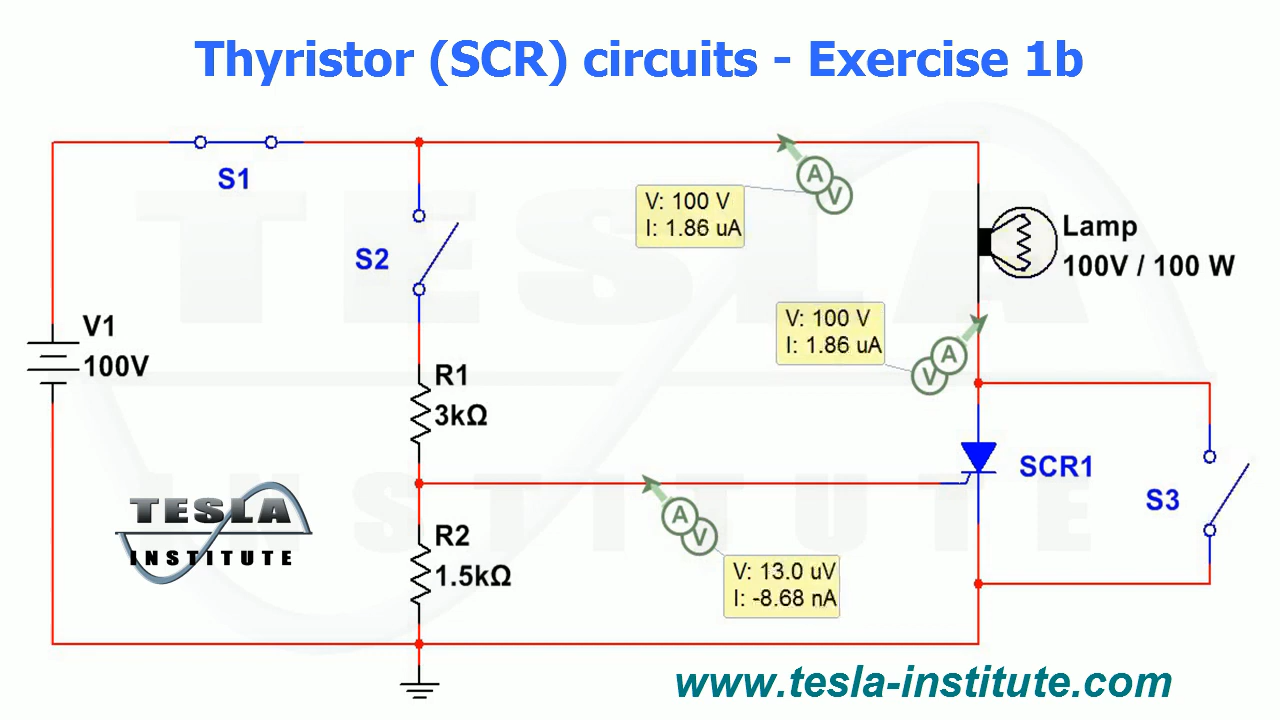 Thyristor (SCR) circuits - Exercise 1b
S1
A
V
V: 100 V
I: 1.86 uA
Lamp
100V / 100 W
S2
V1
100V
V: 100 V
I: 1.86 uA
A
V
R1
3kΩ
SCR1
S3
A
V
TESLA
INSTITUTE
R2
1.5kΩ
V: 13.0 uV
I: -8.68 nA
www.tesla-institute.com
TESLA
INSTITUTE